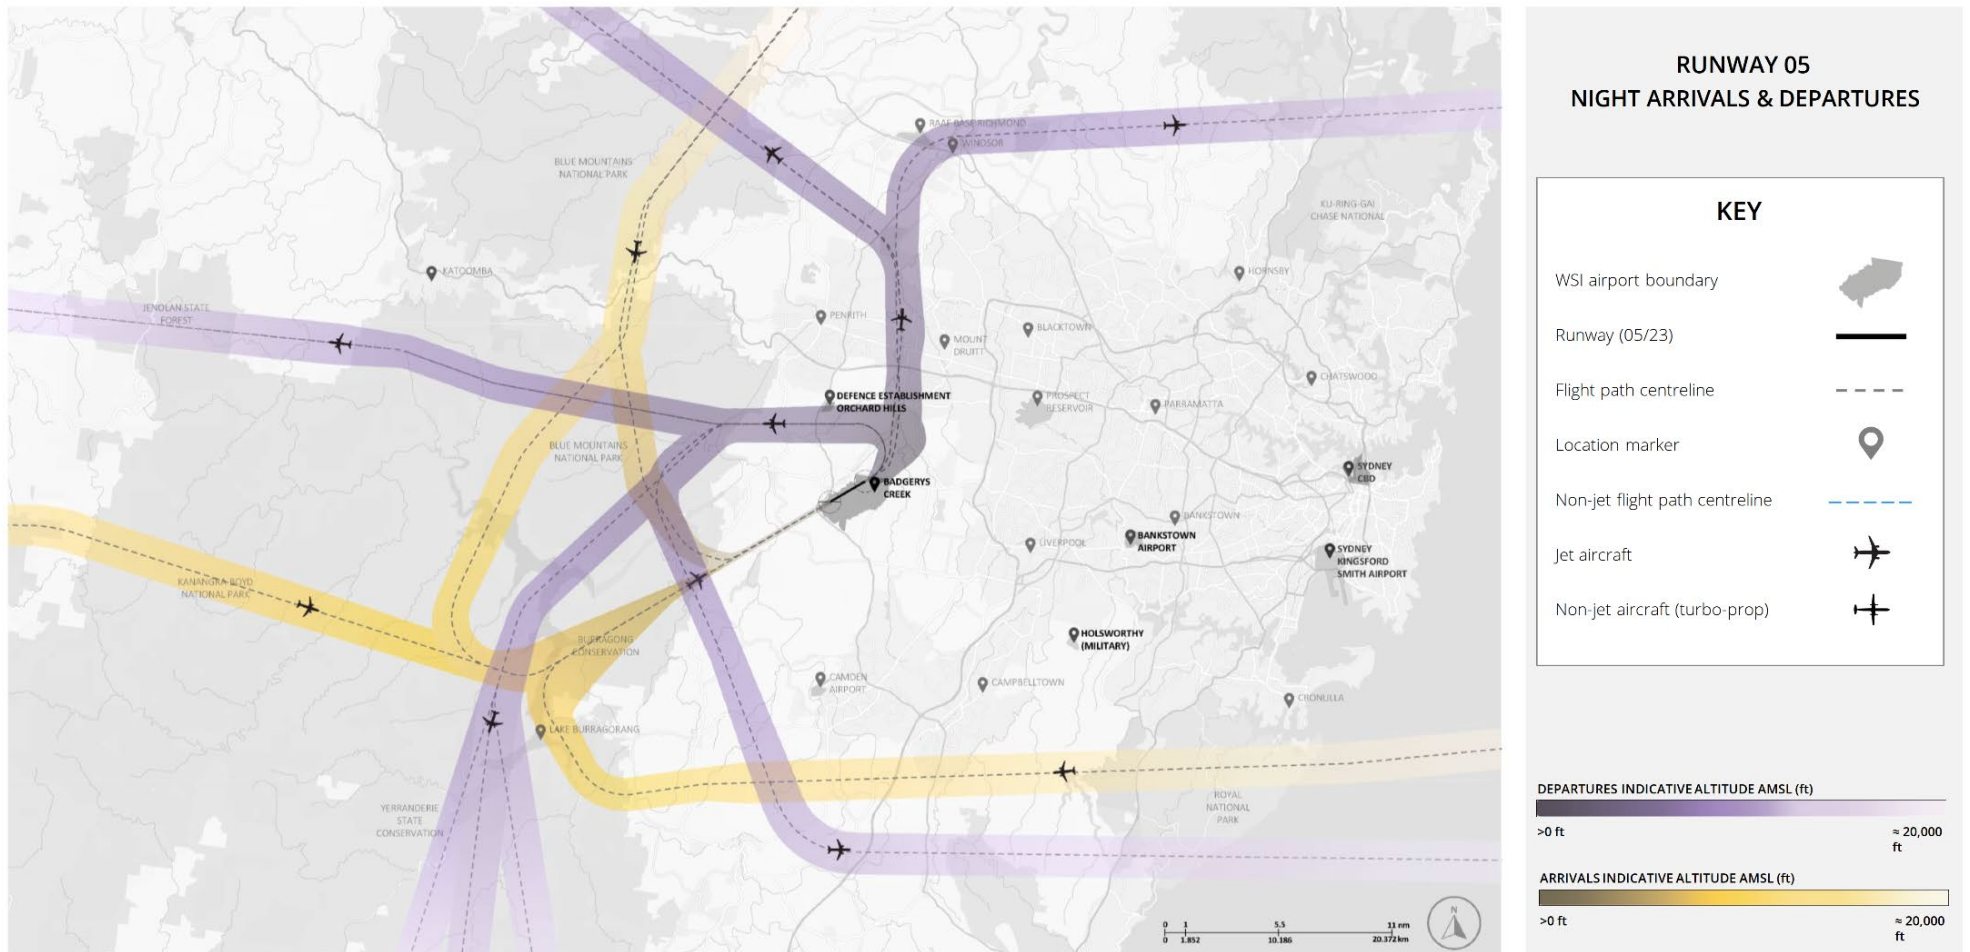 RUNWAY 05
NIGHT ARRIVALS & DEPARTURES
KEY
WSI airport boundary
Runway (05/23)
Flight path centreline
Location marker
Non-jet flight path centreline
Jet aircraft
Non-jet aircraft (turbo-prop)
DEPARTURES INDICATIVE ALTITUDE AMSL (ft)
>0 ft
≈ 20,000
ft
ARRIVALS INDICATIVE ALTITUDE AMSL (ft)
>0 ft
≈ 20,000
ft
RAAF BASE RICHMOND
WINDSOR
BLUE MOUNTAINS
NATIONAL PARK
KU-RING-GAI
CHASE NATIONAL
KATOOMBA
HORNSBY
JENOLAN STATE
FOREST
PENRITH
BLACKTOWN
MOUNT
DRUITT
CHATSWOOD
DEFENCE ESTABLISHMENT
ORCHARD HILLS
PROSPECT
RESERVOIR
PARRAMATTA
BLUE MOUNTAINS
NATIONAL PARK
SYDNEY
CBD
BADGERYS
CREEK
BANKSTOWN
BANKSTOWN
AIRPORT
LIVERPOOL
SYDNEY
KINGSFORD
SMITH AIRPORT
KANANGRA-BOYD
NATIONAL PARK
BURRAGONG
CONSERVATION
HOLSWORTHY
(MILITARY)
CAMDEN
AIRPORT
CAMPBELLTOWN
CRONULLA
LAKE BURRAGORANG
YERRANDERIE
STATE
CONSERVATION
ROYAL
NATIONAL
PARK
0 1 5.5 11 nm
0 1.852 10.186 20.372km
N